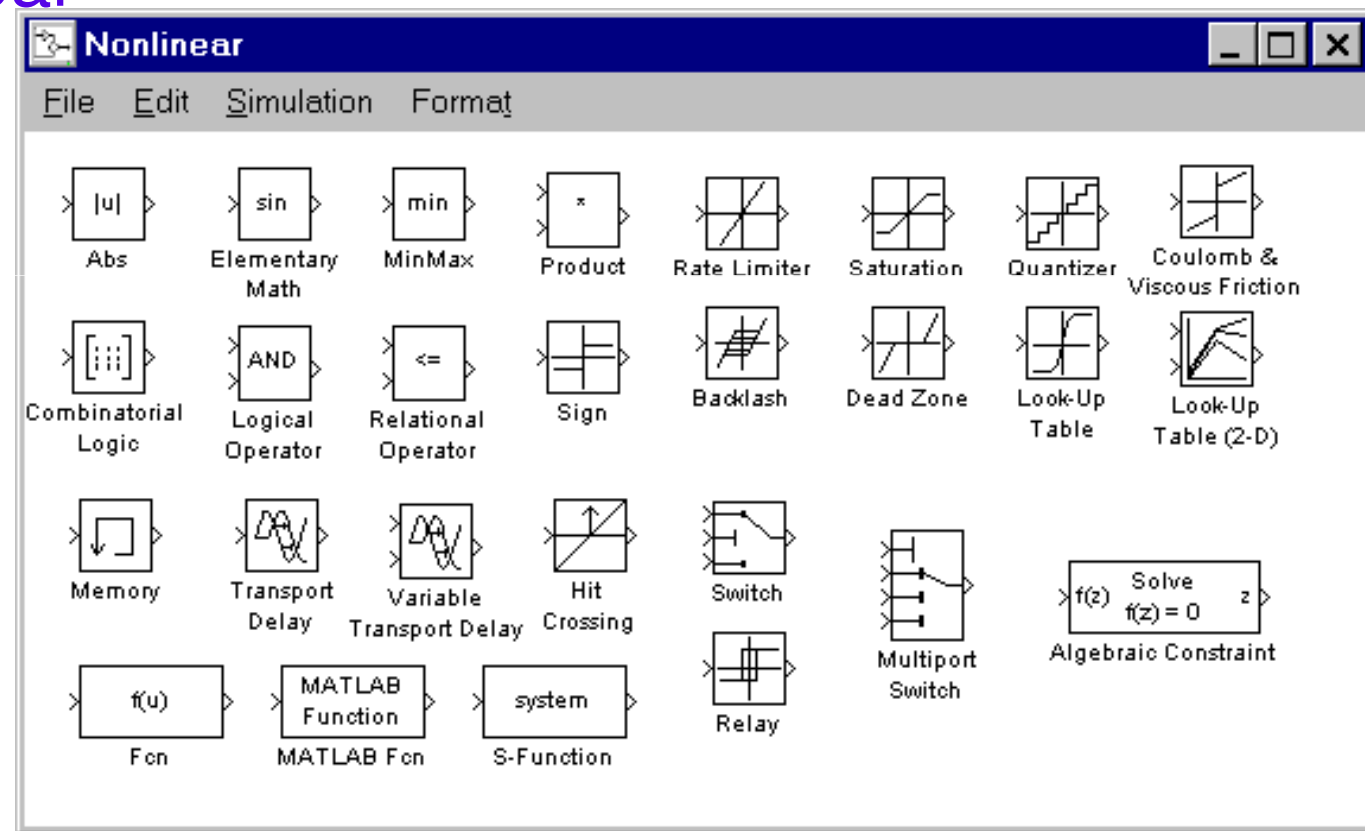 Nonlinear
File Edit Simulation Format
|u| sin min ×
Abs Elementary Math MinMax Product Rate Limiter Saturation Quantizer Coulomb & Viscous Friction
AND <=
Combinatorial Logic Logical Operator Relational Operator Sign Backlash Dead Zone Look-Up Table Look-Up Table (2-D)
Memory Transport Delay Variable Transport Delay Hit Crossing Switch Multiport Switch
f(z) Solve f(z) = 0 z
Algebraic Constraint
f(u) MATLAB Function system
Fcn MATLAB Fcn S-Function Relay